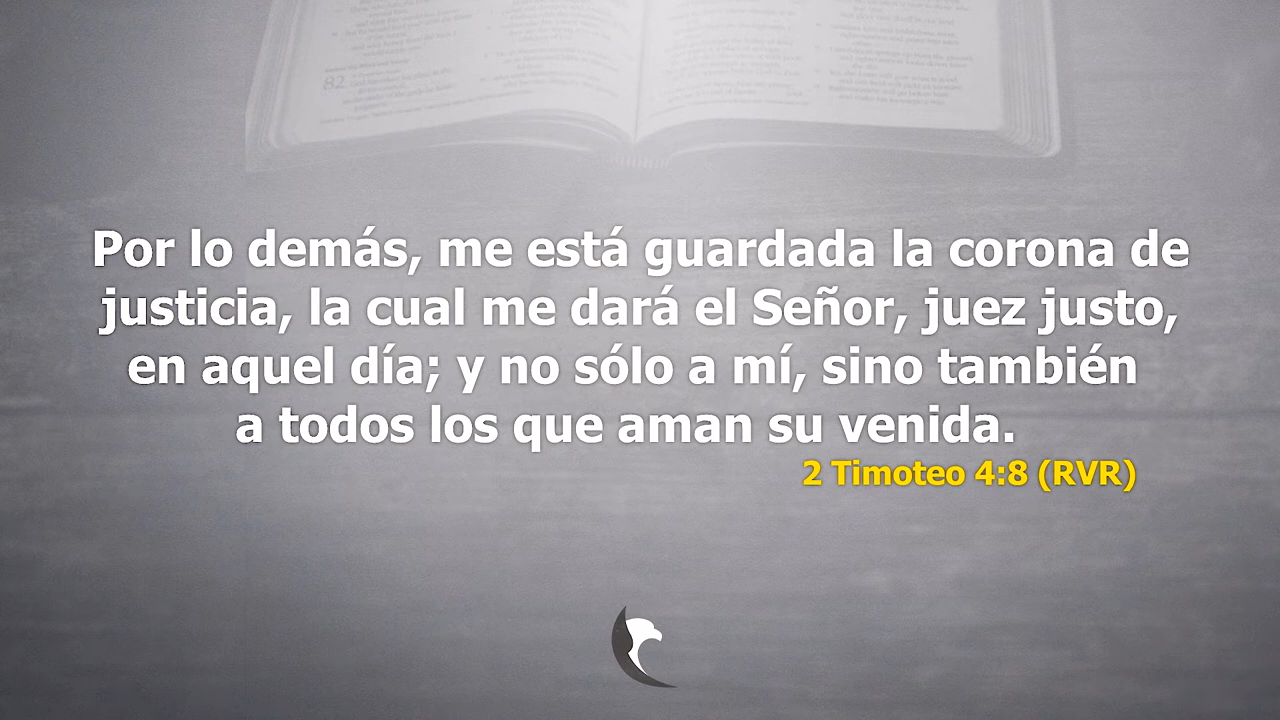 Por lo demás, me está guardada la corona de
justicia, la cual me dará el Señor, juez justo,
en aquel día; y no sólo a mí, sino también
a todos los que aman su venida.
2 Timoteo 4:8 (RVR)